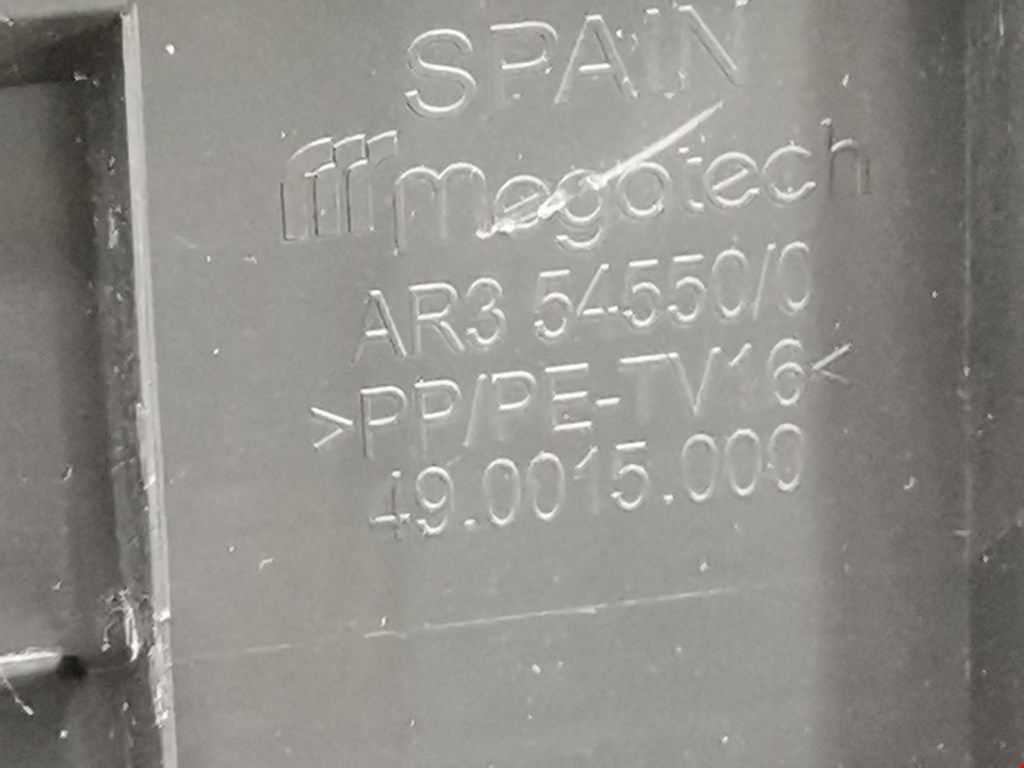 SPAIN
megatech
AR3 54550/0
>PP/PE-TV16<
49.0015.000